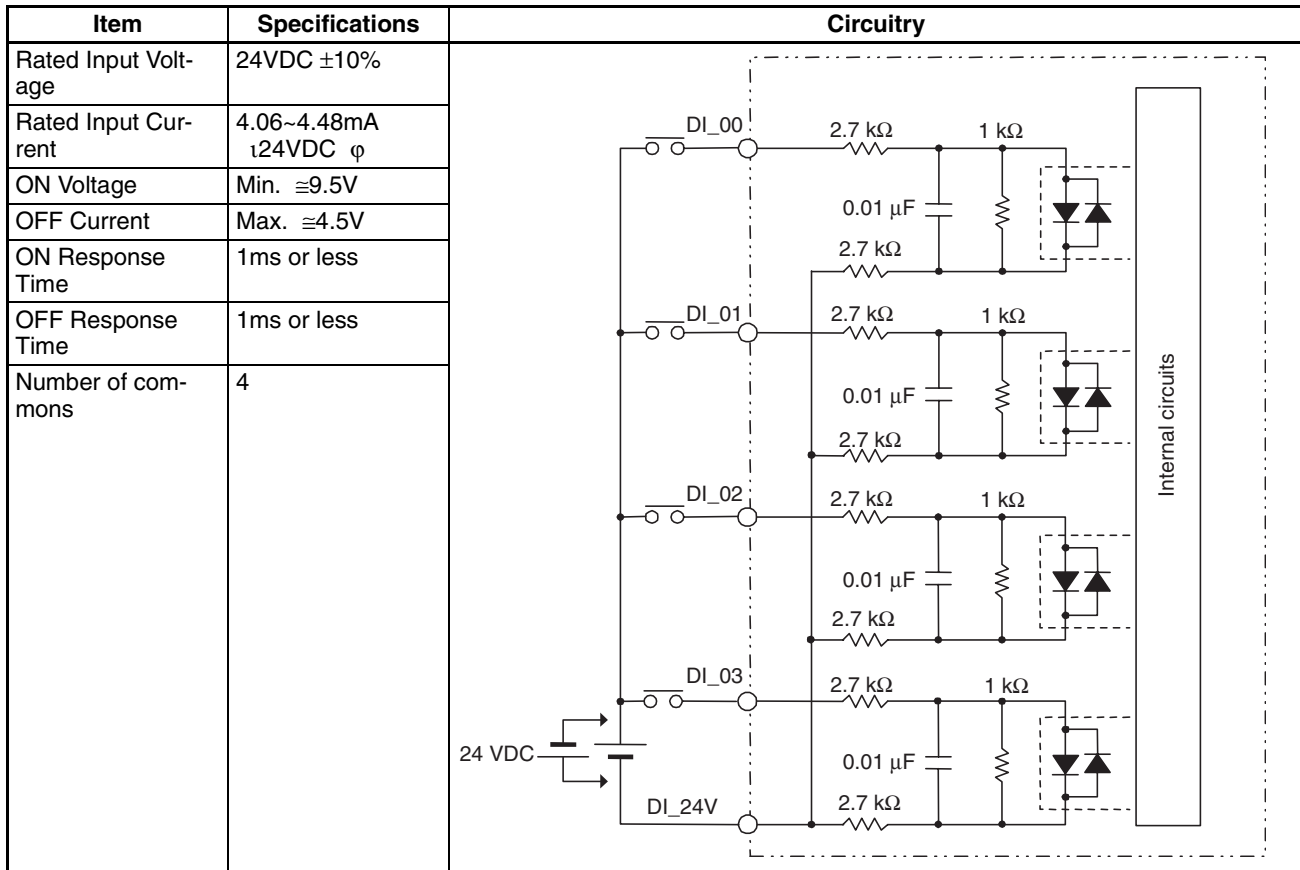 Item
Specifications
Circuitry
Rated Input Volt-
age
24VDC ±10%
Rated Input Cur-
rent
4.06~4.48mA
ι24VDC φ
ON Voltage
Min. ≅9.5V
OFF Current
Max. ≅4.5V
ON Response
Time
1ms or less
OFF Response
Time
1ms or less
Number of com-
mons
4
DI_00
2.7 kΩ
1 kΩ
0.01 μF
2.7 kΩ
DI_01
2.7 kΩ
1 kΩ
0.01 μF
2.7 kΩ
DI_02
2.7 kΩ
1 kΩ
0.01 μF
2.7 kΩ
DI_03
2.7 kΩ
1 kΩ
24 VDC
0.01 μF
DI_24V
2.7 kΩ
Internal circuits